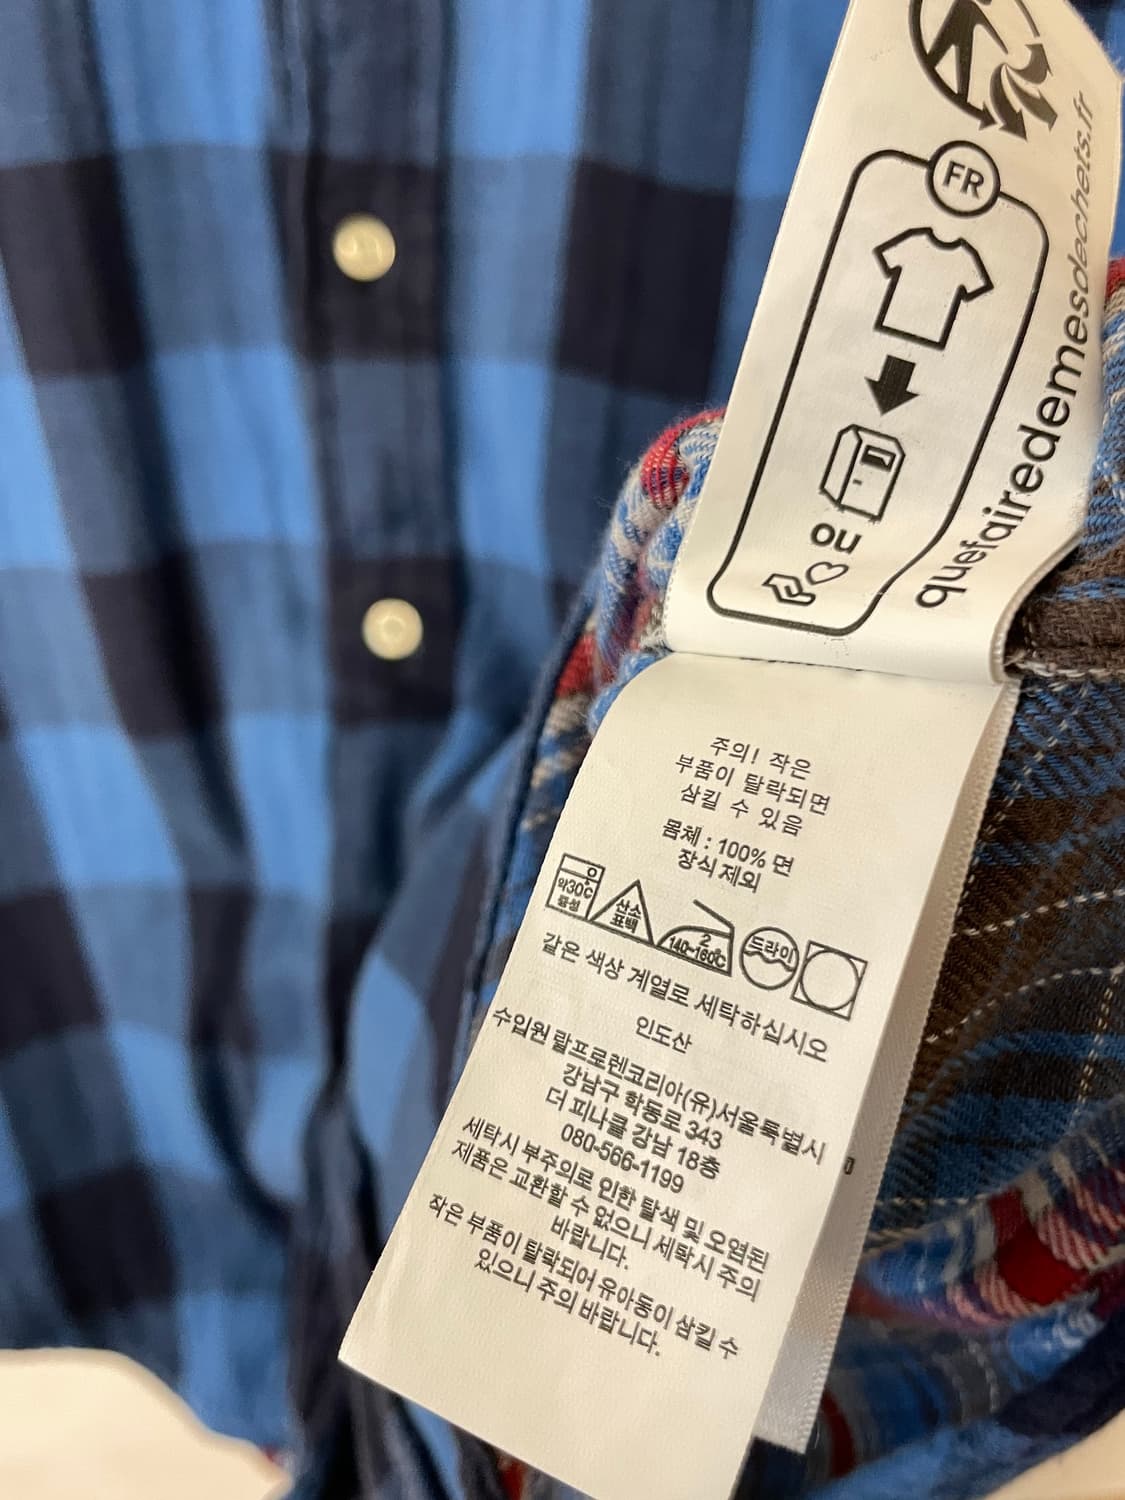 FR
OU
quefairedemesdechets.fr
주의! 작은
부품이 탈락되면
삼킬 수 있음
몸체 : 100% 면
장식 제외
약30℃
중성
산소
표백
2
140~160℃
드라이
같은 색상 계열로 세탁하십시오
인도산
수입원 랄프로렌코리아(유)서울특별시
강남구 학동로 343
더 피나클 강남 18층
080-566-1199
세탁시 부주의로 인한 탈색 및 오염된
제품은 교환할 수 없으니 세탁시 주의
바랍니다.
작은 부품이 탈락되어 유아동이 삼킬 수
있으니 주의 바랍니다.